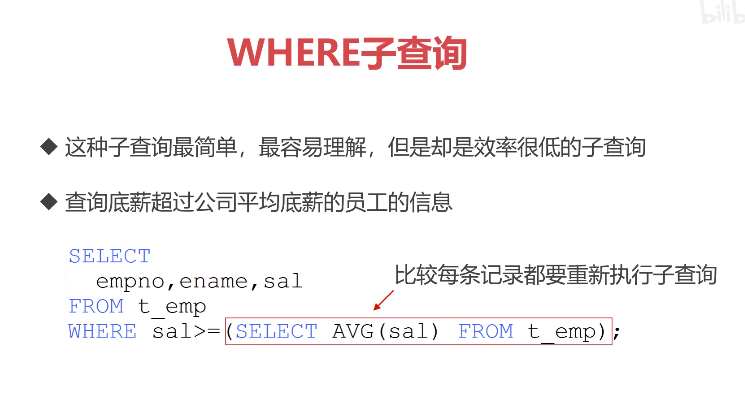 bilib
WHERE子查询
◆ 这种子查询最简单，最容易理解，但是却是效率很低的子查询
◆ 查询底薪超过公司平均底薪的员工的信息
SELECT
empno,ename,sal
比较每条记录都要重新执行子查询
FROM t_emp
WHERE sal>=(SELECT AVG(sal) FROM t_emp);